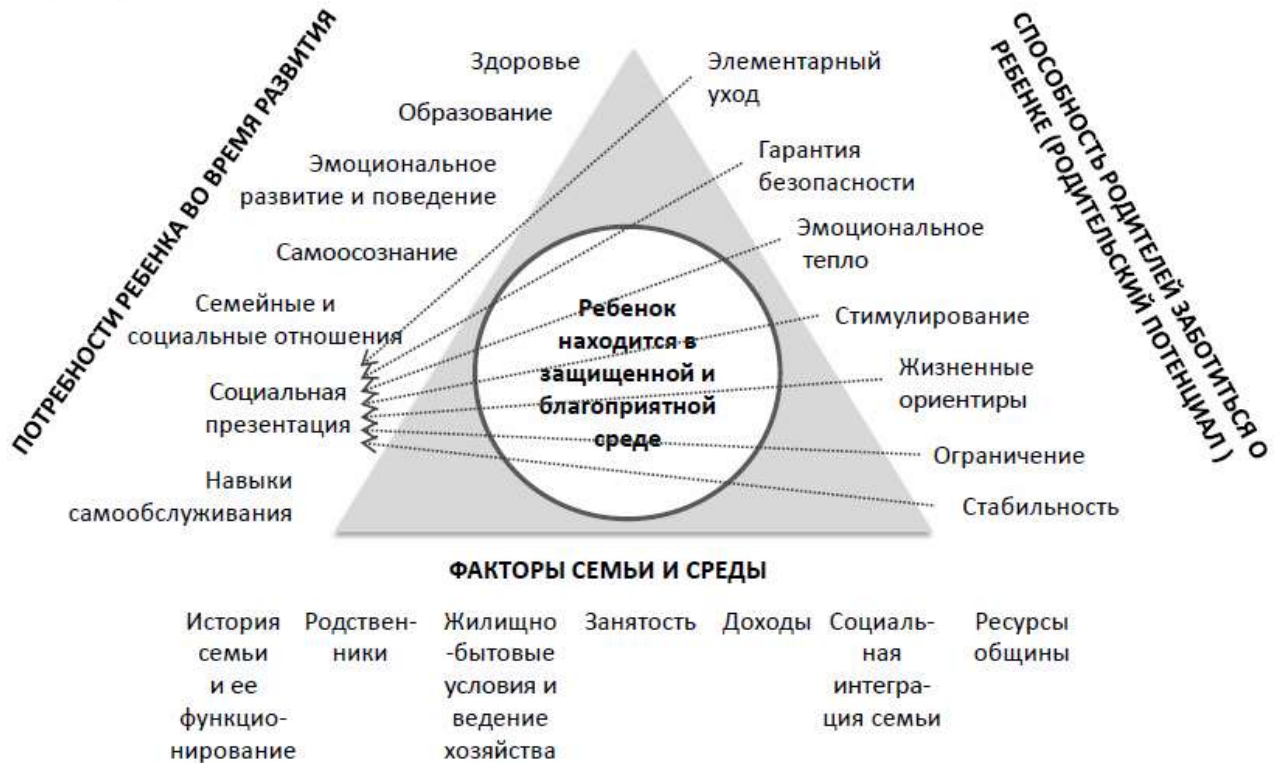 ПОТРЕБНОСТИ РЕБЕНКА ВО ВРЕМЯ РАЗВИТИЯ
Здоровье
Образование
Эмоциональное
развитие и поведение
Самоосознание
Семейные и
социальные отношения
Социальная
презентация
Навыки
самообслуживания
Элементарный
уход
Гарантия
безопасности
Эмоциональное
тепло
Стимулирование
Жизненные
ориентиры
Ограничение
Стабильность
СПОСОБНОСТЬ РОДИТЕЛЕЙ ЗАБОТИТЬСЯ О
РЕБЕНКЕ (РОДИТЕЛЬСКИЙ ПОТЕНЦИАЛ )
Ребенок
находится в
защищенной и
благоприятной
среде
ФАКТОРЫ СЕМЬИ И СРЕДЫ
История
семьи
и ее
функцио-
нирование
Родствен-
ники
Жилищно
-бытовые
условия и
ведение
хозяйства
Занятость
Доходы
Социаль-
ная
интегра-
ция семьи
Ресурсы
общины